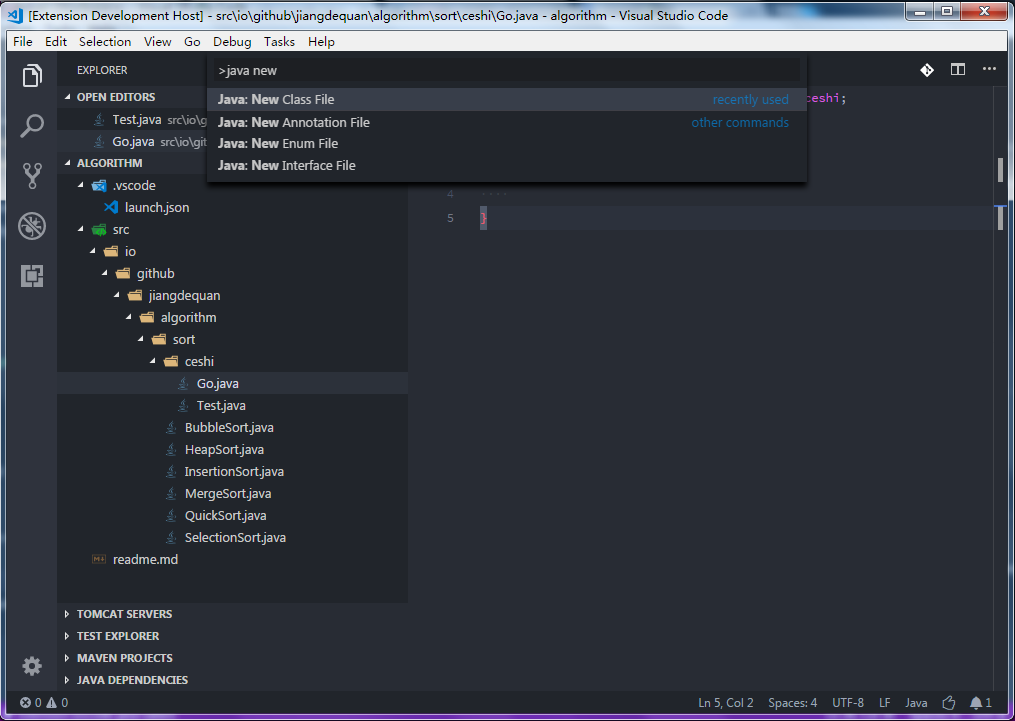 [Extension Development Host] - src\io\github\jiangdequan\algorithm\sort\ceshi\Go.java - algorithm - Visual Studio Code
File Edit Selection View Go Debug Tasks Help
EXPLORER
>java new
OPEN EDITORS
Java: New Class File recently used
ceshi;
Test.java src\io\g
Java: New Annotation File other commands
Go.java src\io\git
Java: New Enum File
ALGORITHM
Java: New Interface File
.vscode
4 ....
launch.json
5 }
src
io
github
jiangdequan
algorithm
sort
ceshi
Go.java
Test.java
BubbleSort.java
HeapSort.java
InsertionSort.java
MergeSort.java
QuickSort.java
SelectionSort.java
M↓ readme.md
TOMCAT SERVERS
TEST EXPLORER
MAVEN PROJECTS
JAVA DEPENDENCIES
0 0 Ln 5, Col 2 Spaces: 4 UTF-8 LF Java 1